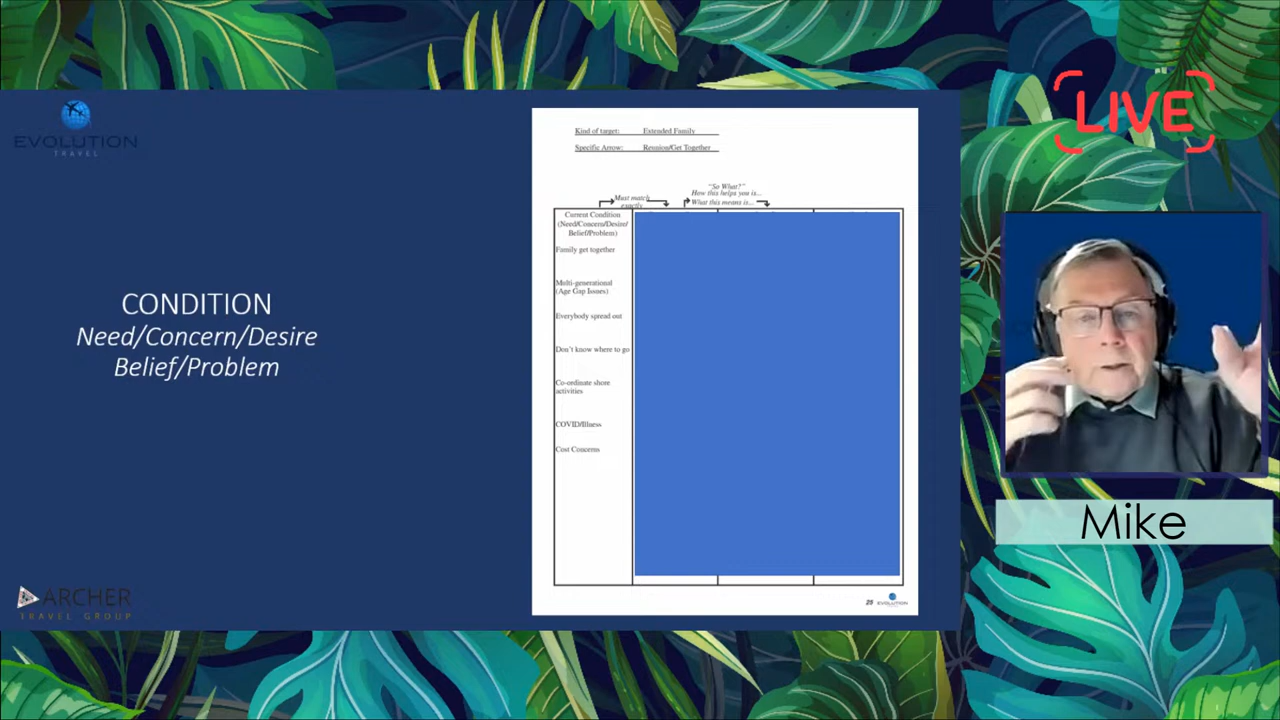 EVOLUTION
TRAVEL
CONDITION
Need/Concern/Desire
Belief/Problem
ARCHER
TRAVEL GROUP
Kind of target: Extended Family
Specific Arrow: Reunion/Get Together
Must match
exactly
"So What?"
How this helps you is...
What this means is...
Current Condition
(Need/Concern/Desire/
Belief/Problem)
Family get together
Multi-generational
(Age Gap Issues)
Everybody spread out
Don't know where to go
Co-ordinate shore
activities
COVID/Illness
Cost Concerns
25 EVOLUTION
LIVE
Mike